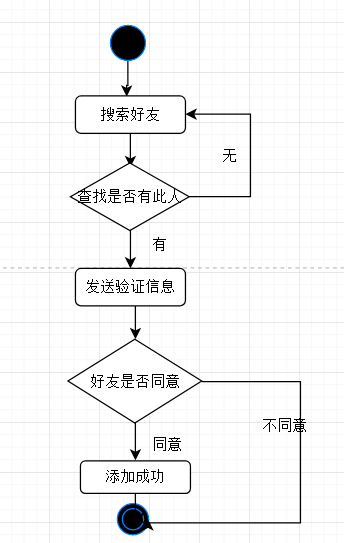 搜索好友
无
查找是否有此人
有
发送验证信息
好友是否同意
不同意
同意
添加成功